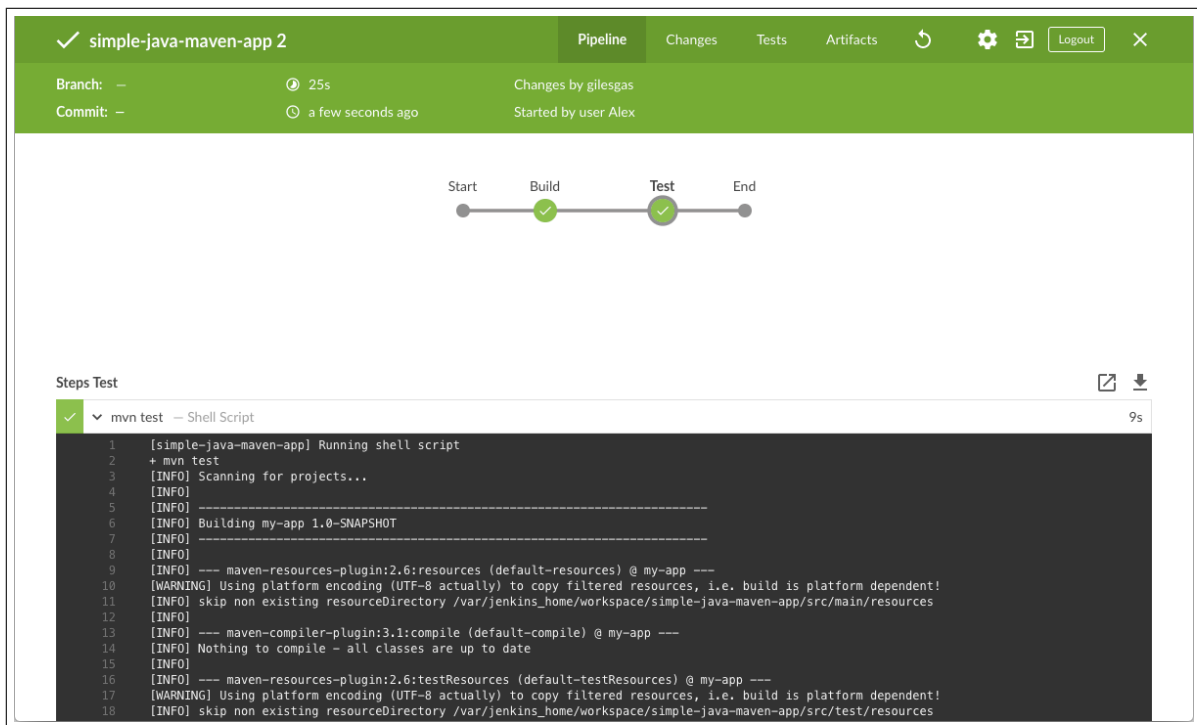 simple-java-maven-app 2 Pipeline Changes Tests Artifacts Logout
Branch: — 25s Changes by gilesgas
Commit: — a few seconds ago Started by user Alex
Start Build Test End
Steps Test
mvn test — Shell Script 9s
1 [simple-java-maven-app] Running shell script
2 + mvn test
3 [INFO] Scanning for projects...
4 [INFO]
5 [INFO] ------------------------------------------------------------------------
6 [INFO] Building my-app 1.0-SNAPSHOT
7 [INFO] ------------------------------------------------------------------------
8 [INFO]
9 [INFO] --- maven-resources-plugin:2.6:resources (default-resources) @ my-app ---
10 [WARNING] Using platform encoding (UTF-8 actually) to copy filtered resources, i.e. build is platform dependent!
11 [INFO] skip non existing resourceDirectory /var/jenkins_home/workspace/simple-java-maven-app/src/main/resources
12 [INFO]
13 [INFO] --- maven-compiler-plugin:3.1:compile (default-compile) @ my-app ---
14 [INFO] Nothing to compile - all classes are up to date
15 [INFO]
16 [INFO] --- maven-resources-plugin:2.6:testResources (default-testResources) @ my-app ---
17 [WARNING] Using platform encoding (UTF-8 actually) to copy filtered resources, i.e. build is platform dependent!
18 [INFO] skip non existing resourceDirectory /var/jenkins_home/workspace/simple-java-maven-app/src/test/resources